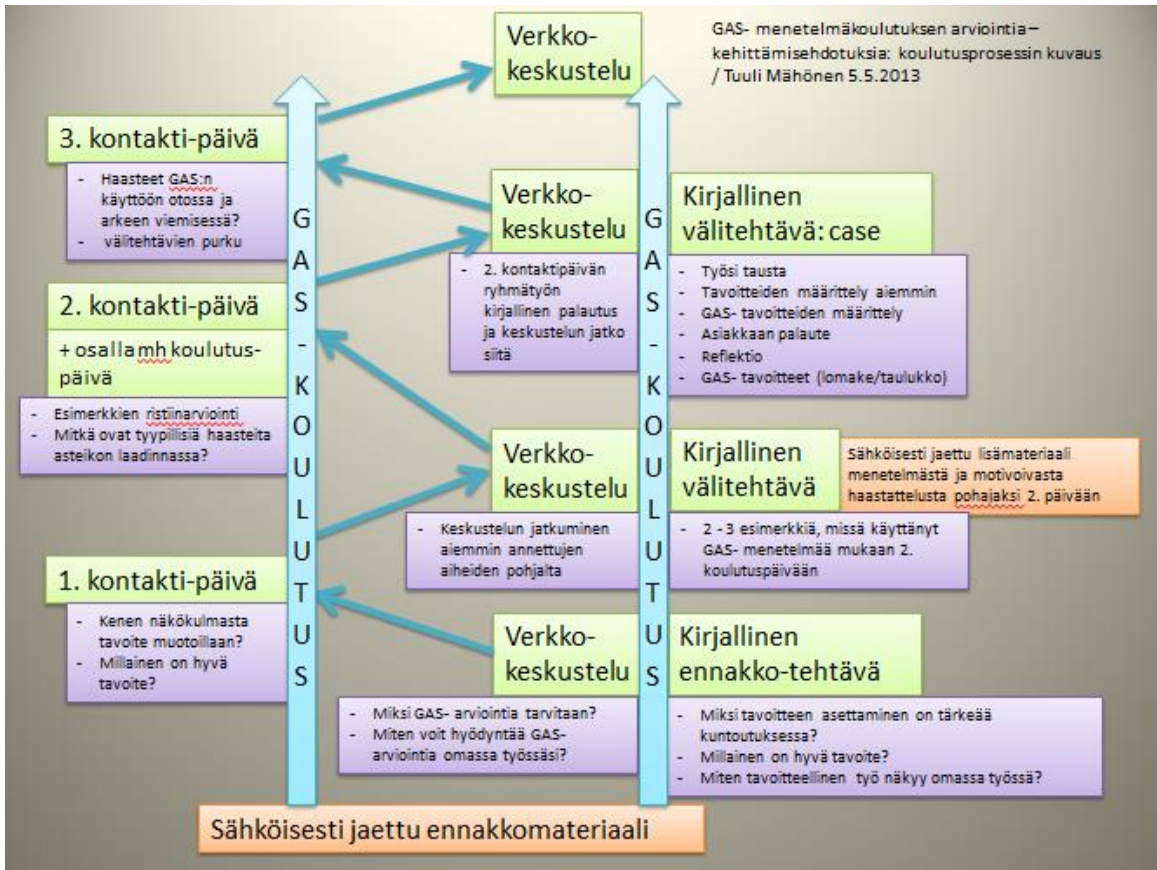 Verkko-
keskustelu
GAS- menetelmäkoulutuksen arviointia –
kehittämisehdotuksia: koulutusprosessin kuvaus
/ Tuuli Mähönen 5.5.2013
3. kontakti-päivä
- Haasteet GAS:n
käyttöön otossa ja
arkeen viemisessä?
- välitehtävien purku
Verkko-
keskustelu
- 2. kontaktipäivän
ryhmätyön
kirjallinen palautus
ja keskustelun jatko
siitä
Kirjallinen
välitehtävä: case
- Työsi tausta
- Tavoitteiden määrittely aiemmin
- GAS- tavoitteiden määrittely
- Asiakkaan palaute
- Reflektio
- GAS- tavoitteet (lomake/taulukko)
2. kontakti-päivä
+ osalla mh koulutus-
päivä
- Esimerkkien ristiinarviointi
- Mitkä ovat tyypillisiä haasteita
asteikon laadinnassa?
Verkko-
keskustelu
- Keskustelun jatkuminen
aiemmin annettujen
aiheiden pohjalta
Kirjallinen
välitehtävä
- 2 - 3 esimerkkiä, missä käyttänyt
GAS- menetelmää mukaan 2.
koulutuspäivään
Sähköisesti jaettu lisämateriaali
menetelmästä ja motivoivasta
haastattelusta pohajaksi 2. päivään
1. kontakti-päivä
- Kenen näkökulmasta
tavoite muotoillaan?
- Millainen on hyvä
tavoite?
Verkko-
keskustelu
- Miksi GAS- arviointia tarvitaan?
- Miten voit hyödyntää GAS-
arviointia omassa työssäsi?
Kirjallinen
ennakko-tehtävä
- Miksi tavoitteen asettaminen on tärkeää
kuntoutuksessa?
- Millainen on hyvä tavoite?
- Miten tavoitteellinen työ näkyy omassa työssä?
GAS-KOULUTUS
GAS-KOULUTUS
Sähköisesti jaettu ennakkomateriaali